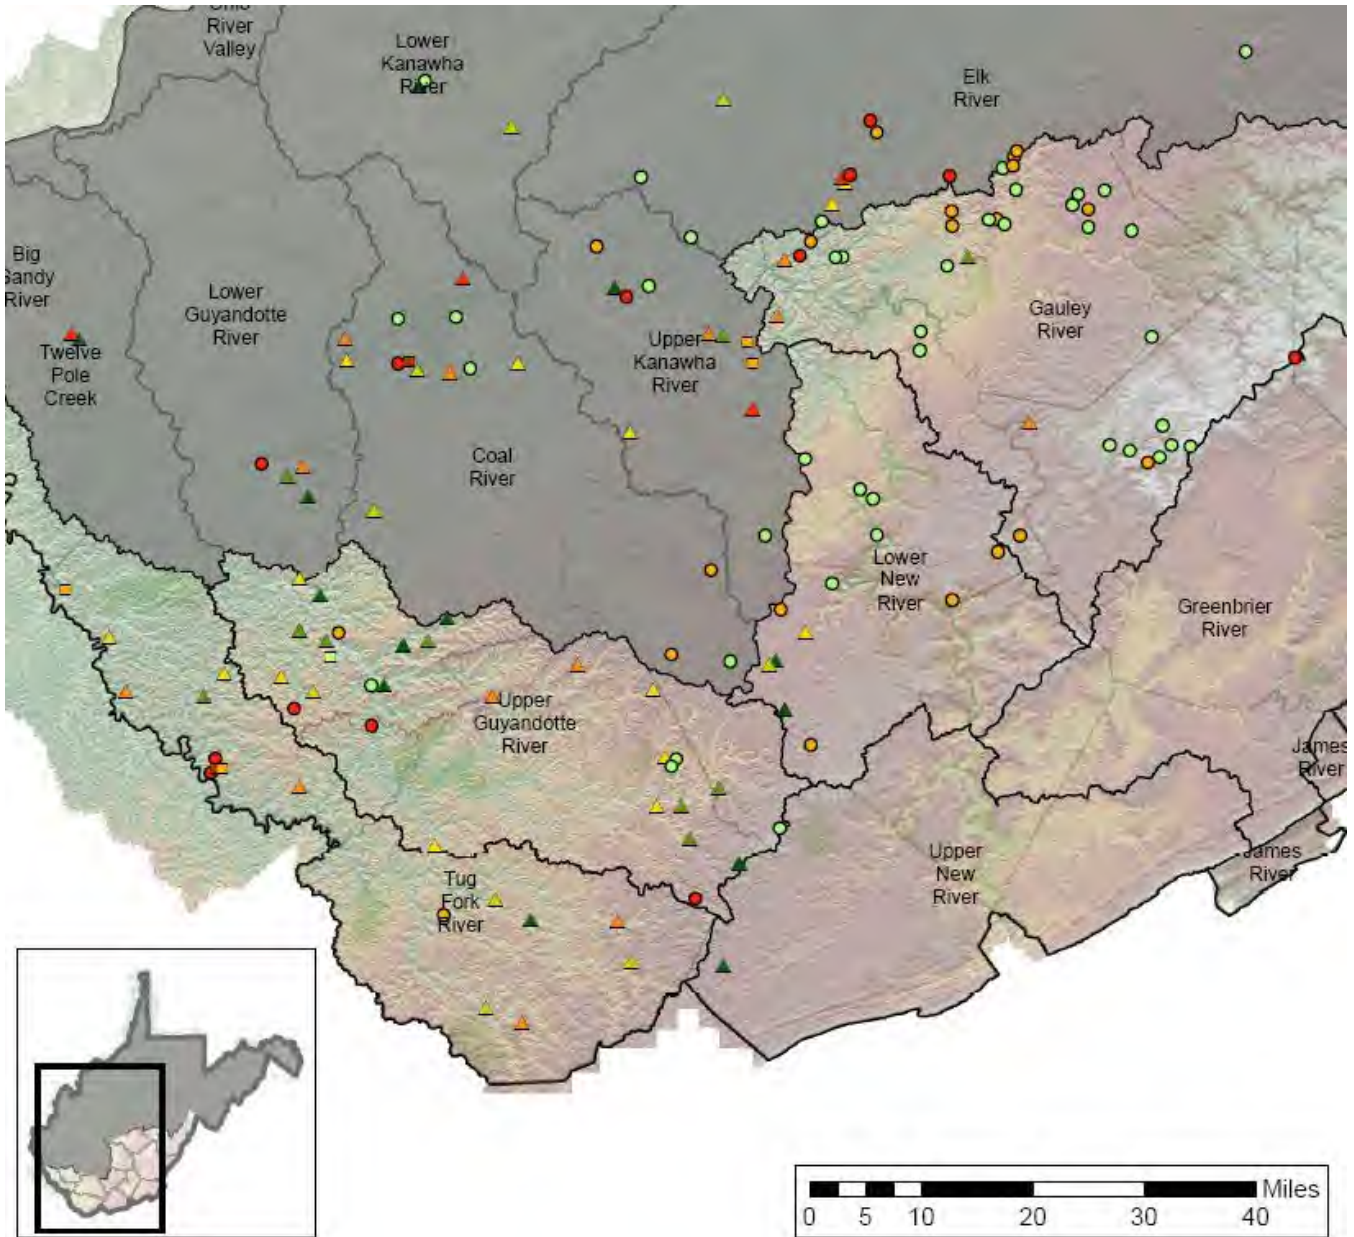 Ohio
River
Valley
Lower
Kanawha
River
Elk
River
Big
Sandy
River
Lower
Guyandotte
River
Twelve
Pole
Creek
Upper
Kanawha
River
Gauley
River
Coal
River
Lower
New
River
Greenbrier
River
Upper
Guyandotte
River
James
River
Tug
Fork
River
Upper
New
River
James
River
Miles
0 5 10 20 30 40